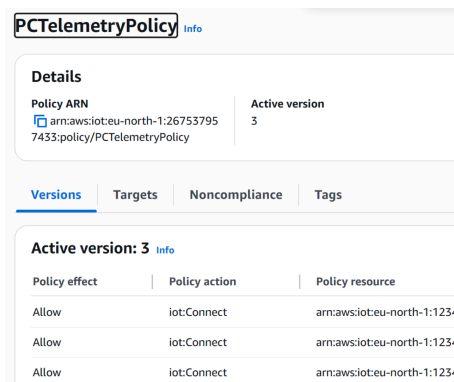 PCTelemetryPolicy Info
Details
Policy ARN
arn:aws:iot:eu-north-1:26753795
7433:policy/PCTelemetryPolicy
Active version
3
Versions Targets Noncompliance Tags
Active version: 3 Info
Policy effect Policy action Policy resource
Allow iot:Connect arn:aws:iot:eu-north-1:1234
Allow iot:Connect arn:aws:iot:eu-north-1:1234
Allow iot:Connect arn:aws:iot:eu-north-1:1234